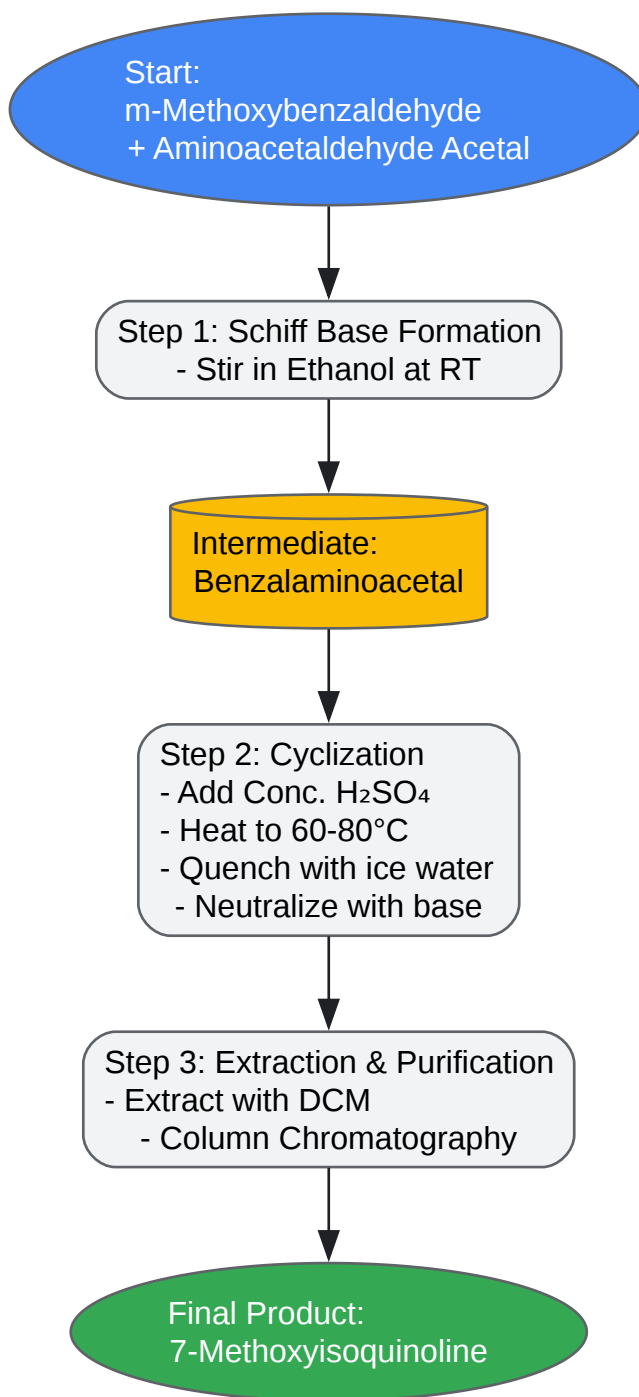 Start:
m-Methoxybenzaldehyde
+ Aminoacetaldehyde Acetal
Step 1: Schiff Base Formation
- Stir in Ethanol at RT
Intermediate:
Benzalaminoacetal
Step 2: Cyclization
- Add Conc. H₂SO₄
- Heat to 60-80°C
- Quench with ice water
- Neutralize with base
Step 3: Extraction & Purification
- Extract with DCM
- Column Chromatography
Final Product:
7-Methoxyisoquinoline